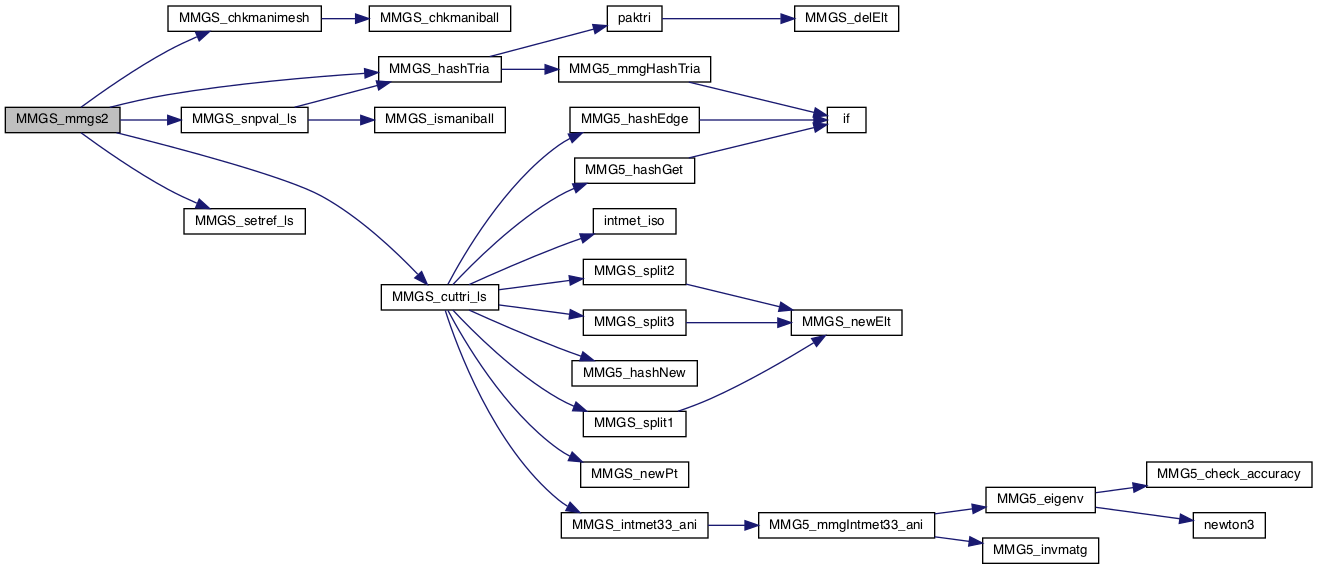 MMGS_chkmanimesh
MMGS_chkmaniball
paktri
MMGS_delElt
MMGS_hashTria
MMG5_mmgHashTria
MMGS_mmgs2
MMGS_snpval_ls
MMGS_ismaniball
MMG5_hashEdge
if
MMG5_hashGet
MMGS_setref_ls
intmet_iso
MMGS_split2
MMGS_cuttri_ls
MMGS_split3
MMGS_newElt
MMG5_hashNew
MMGS_split1
MMGS_newPt
MMG5_check_accuracy
MMG5_eigenv
MMGS_intmet33_ani
MMG5_mmgIntmet33_ani
newton3
MMG5_invmatg